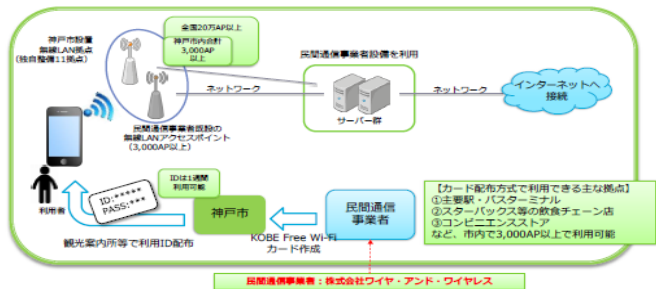 全国20万AP以上
神戸市内合計
3,000AP
以上
神戸市設置
無線LAN拠点
(独自整備11拠点)
民間通信事業者設備を利用
ネットワーク
サーバー群
ネットワーク
インターネットへ
接続
民間通信事業者既設の
無線LANアクセスポイント
(3,000AP以上)
利用者
ID:*****
PASS:***
IDは1週間
利用可能
神戸市
民間通信
事業者
観光案内所等で利用ID配布
KOBE Free Wi-Fi
カード作成
【カード配布方式で利用できる主な拠点】
①主要駅・バスターミナル
②スターバックス等の飲食チェーン店
③コンビニエンスストア
など、市内で3,000AP以上で利用可能
民間通信事業者:株式会社ワイヤ・アンド・ワイヤレス